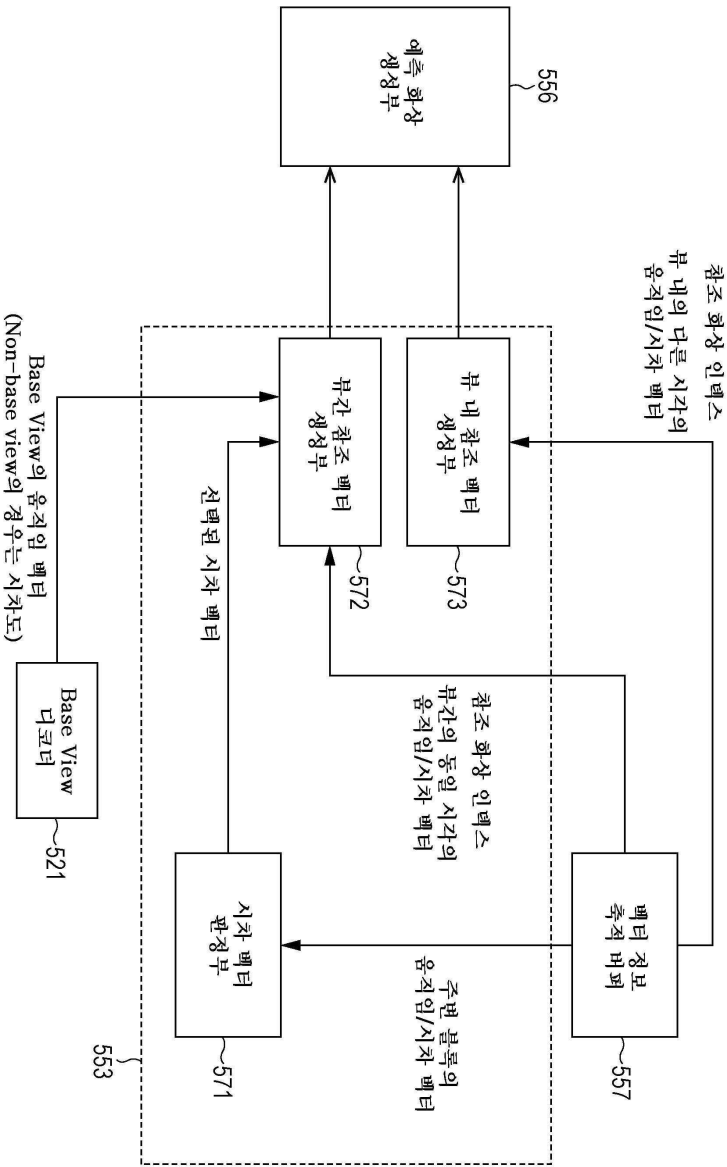 참조 화상 인덱스
뷰 내의 다른 시각의
움직임/시차 벡터
벡터 정보
축적 버퍼
557
556
예측 화상
생성부
뷰 내 참조 벡터
생성부
573
참조 화상 인덱스
뷰간의 동일 시각의
움직임/시차 벡터
주변 블록의
움직임/시차 벡터
뷰간 참조 벡터
생성부
572
선택된 시차 벡터
시차 벡터
판정부
571
553
Base View의 움직임 벡터
(Non-base view의 경우는 시차도)
Base View
디코더
521